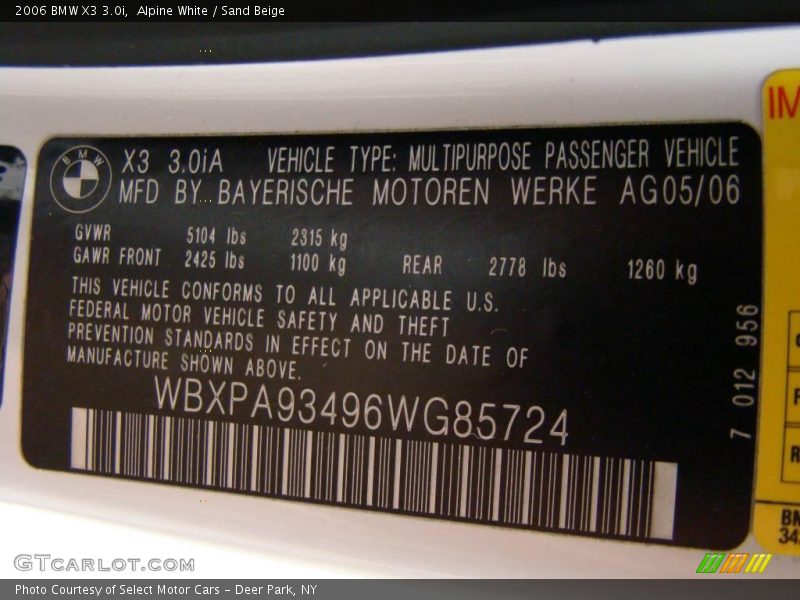 2006 BMW X3 3.0i, Alpine White / Sand Beige
BMW X3 3.0iA VEHICLE TYPE: MULTIPURPOSE PASSENGER VEHICLE
MFD BY BAYERISCHE MOTOREN WERKE AG 05/06
GVWR 5104 lbs 2315 kg
GAWR FRONT 2425 lbs 1100 kg REAR 2778 lbs 1260 kg
THIS VEHICLE CONFORMS TO ALL APPLICABLE U.S.
FEDERAL MOTOR VEHICLE SAFETY AND THEFT
PREVENTION STANDARDS IN EFFECT ON THE DATE OF
MANUFACTURE SHOWN ABOVE.
WBXPA93496WG85724
7 012 956
IM
BM
GTCARLOT.COM
Photo Courtesy of Select Motor Cars - Deer Park, NY